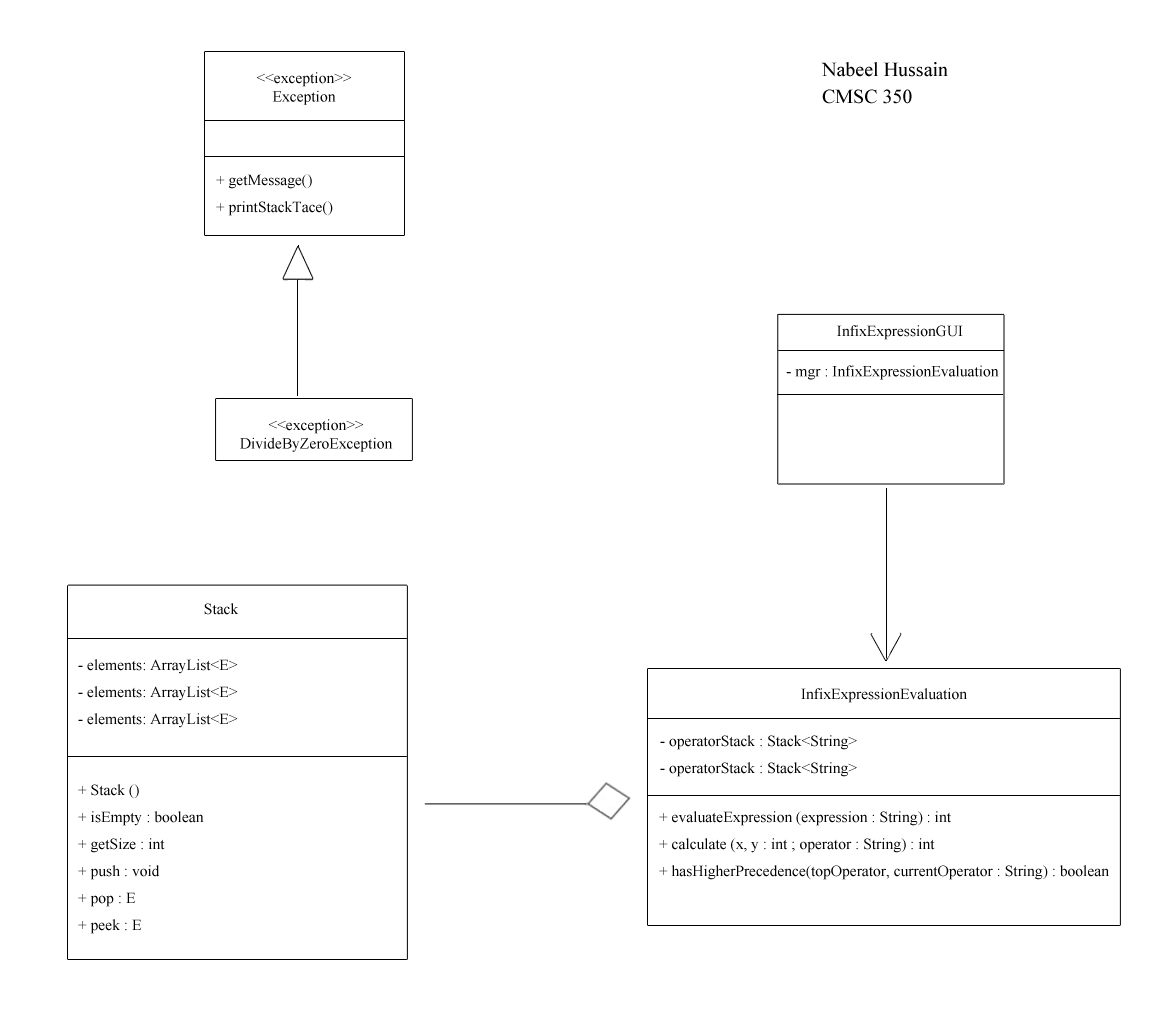 <<exception>>
Exception
+ getMessage()
+ printStackTace()
Nabeel Hussain
CMSC 350
<<exception>>
DivideByZeroException
InfixExpressionGUI
- mgr : InfixExpressionEvaluation
Stack
- elements: ArrayList<E>
- elements: ArrayList<E>
- elements: ArrayList<E>
+ Stack ()
+ isEmpty : boolean
+ getSize : int
+ push : void
+ pop : E
+ peek : E
InfixExpressionEvaluation
- operatorStack : Stack<String>
- operatorStack : Stack<String>
+ evaluateExpression (expression : String) : int
+ calculate (x, y : int ; operator : String) : int
+ hasHigherPrecedence(topOperator, currentOperator : String) : boolean